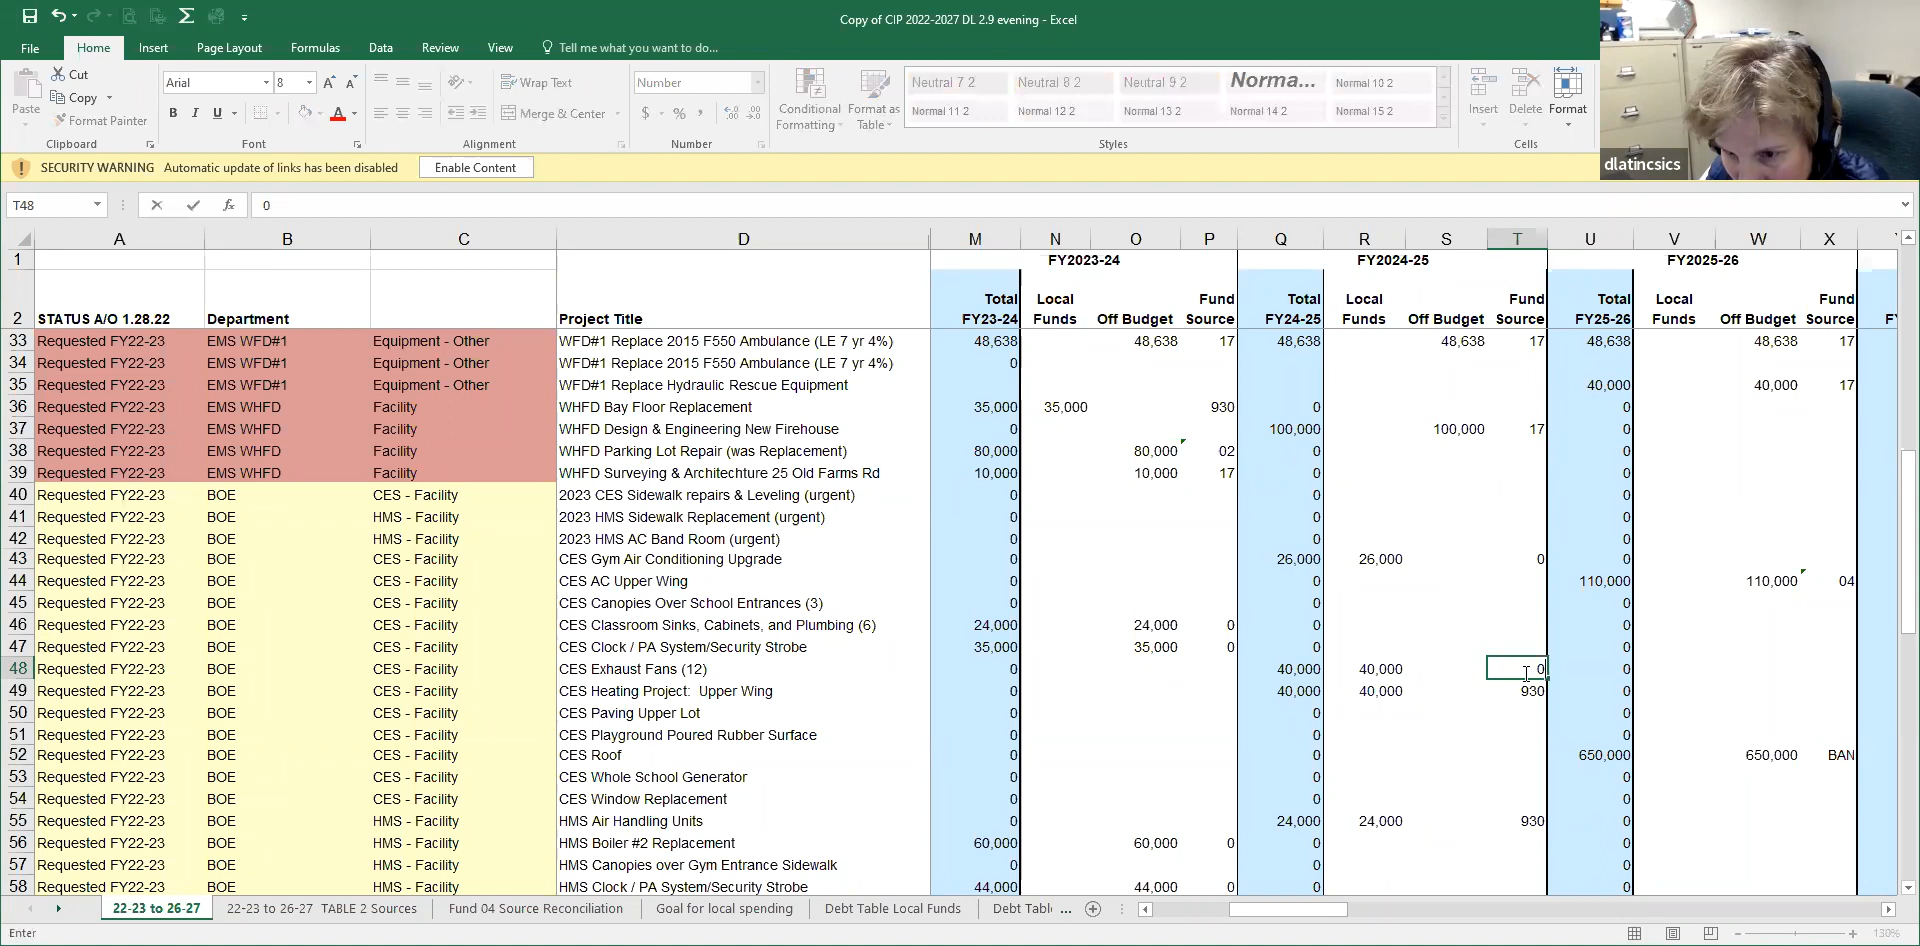 Copy of CIP 2022-2027 DL 2.9 evening - Excel
File Home Insert Page Layout Formulas Data Review View Tell me what you want to do...
Paste Cut Copy Format Painter Clipboard
Arial 8 A A B I U A Font
Wrap Text Merge & Center Alignment
Number $ % , Number
Conditional Formatting Format as Table
Neutral 7 2 Neutral 8 2 Neutral 9 2 Norma... Normal 10 2
Normal 11 2 Normal 12 2 Normal 13 2 Normal 14 2 Normal 15 2
Styles
Insert Delete Format Cells
dlatincsics
SECURITY WARNING Automatic update of links has been disabled Enable Content
T48 fx 0
A B C D M N O P Q R S T U V W X
1 FY2023-24 FY2024-25 FY2025-26
Total Local Fund Total Local Fund Total Local Fund
2 STATUS A/O 1.28.22 Department Project Title FY23-24 Funds Off Budget Source FY24-25 Funds Off Budget Source FY25-26 Funds Off Budget Source
33 Requested FY22-23 EMS WFD#1 Equipment - Other WFD#1 Replace 2015 F550 Ambulance (LE 7 yr 4%) 48,638 48,638 17 48,638 48,638 17 48,638 48,638 17
34 Requested FY22-23 EMS WFD#1 Equipment - Other WFD#1 Replace 2015 F550 Ambulance (LE 7 yr 4%) 0
35 Requested FY22-23 EMS WFD#1 Equipment - Other WFD#1 Replace Hydraulic Rescue Equipment 40,000 40,000 17
36 Requested FY22-23 EMS WHFD Facility WHFD Bay Floor Replacement 35,000 35,000 930 0 0
37 Requested FY22-23 EMS WHFD Facility WHFD Design & Engineering New Firehouse 0 100,000 100,000 17 0
38 Requested FY22-23 EMS WHFD Facility WHFD Parking Lot Repair (was Replacement) 80,000 80,000 02 0 0
39 Requested FY22-23 EMS WHFD Facility WHFD Surveying & Architechture 25 Old Farms Rd 10,000 10,000 17 0 0
40 Requested FY22-23 BOE CES - Facility 2023 CES Sidewalk repairs & Leveling (urgent) 0 0 0
41 Requested FY22-23 BOE HMS - Facility 2023 HMS Sidewalk Replacement (urgent) 0 0 0
42 Requested FY22-23 BOE HMS - Facility 2023 HMS AC Band Room (urgent) 0 0 0
43 Requested FY22-23 BOE CES - Facility CES Gym Air Conditioning Upgrade 0 26,000 26,000 0 0
44 Requested FY22-23 BOE CES - Facility CES AC Upper Wing 0 0 110,000 110,000 04
45 Requested FY22-23 BOE CES - Facility CES Canopies Over School Entrances (3) 0 0 0
46 Requested FY22-23 BOE CES - Facility CES Classroom Sinks, Cabinets, and Plumbing (6) 24,000 24,000 0 0 0
47 Requested FY22-23 BOE CES - Facility CES Clock / PA System/Security Strobe 35,000 35,000 0 0 0
48 Requested FY22-23 BOE CES - Facility CES Exhaust Fans (12) 0 40,000 40,000 0 0
49 Requested FY22-23 BOE CES - Facility CES Heating Project: Upper Wing 0 40,000 40,000 930 0
50 Requested FY22-23 BOE CES - Facility CES Paving Upper Lot 0 0 0
51 Requested FY22-23 BOE CES - Facility CES Playground Poured Rubber Surface 0 0 0
52 Requested FY22-23 BOE CES - Facility CES Roof 0 0 650,000 650,000 BAN
53 Requested FY22-23 BOE CES - Facility CES Whole School Generator 0 0 0
54 Requested FY22-23 BOE CES - Facility CES Window Replacement 0 0 0
55 Requested FY22-23 BOE HMS - Facility HMS Air Handling Units 0 24,000 24,000 930 0
56 Requested FY22-23 BOE HMS - Facility HMS Boiler #2 Replacement 60,000 60,000 0 0 0
57 Requested FY22-23 BOE HMS - Facility HMS Canopies over Gym Entrance Sidewalk 0 0 0
58 Requested FY22-23 BOE HMS - Facility HMS Clock / PA System/Security Strobe 44,000 44,000 0 0 0
22-23 to 26-27 22-23 to 26-27 TABLE 2 Sources Fund 04 Source Reconciliation Goal for local spending Debt Table Local Funds Debt Tabl ...
Enter 130%